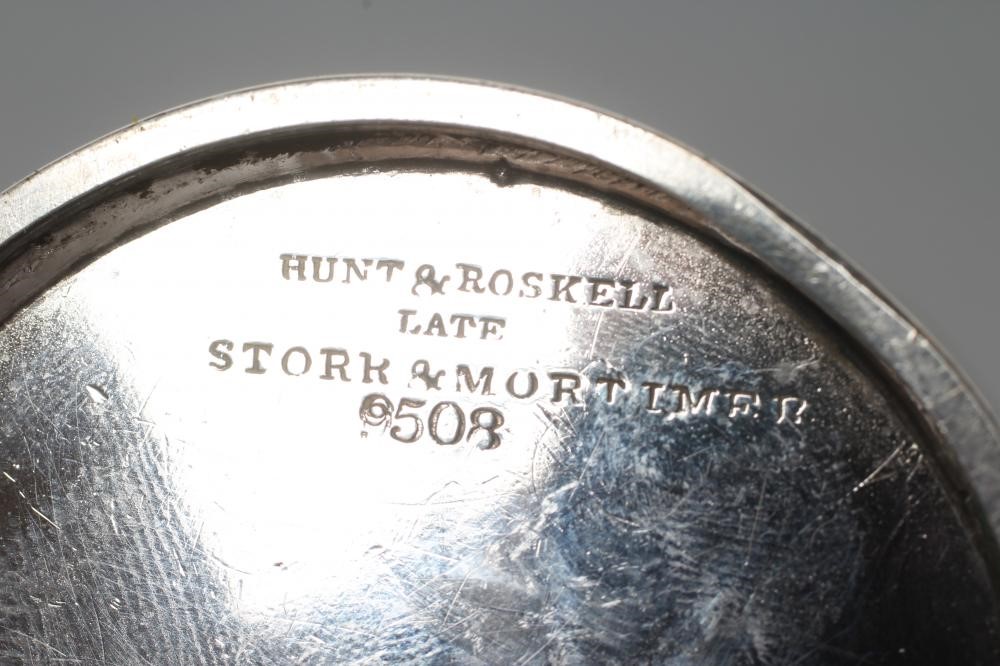 HUNT & ROSKELL
LATE
STORR & MORTIMER
9508